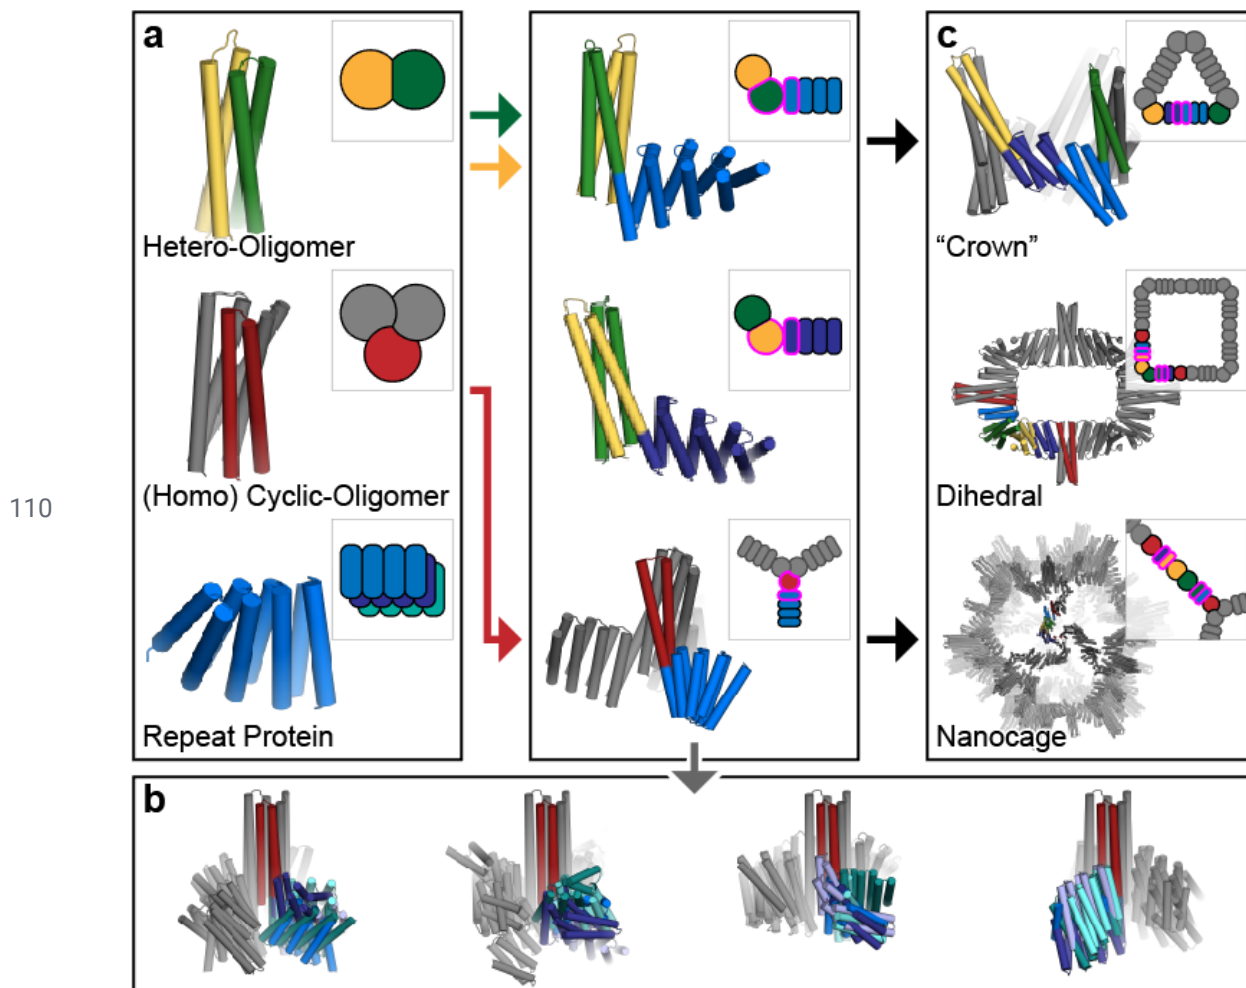 a
Hetero-Oligomer
(Homo) Cyclic-Oligomer
Repeat Protein
c
“Crown”
Dihedral
Nanocage
110
b